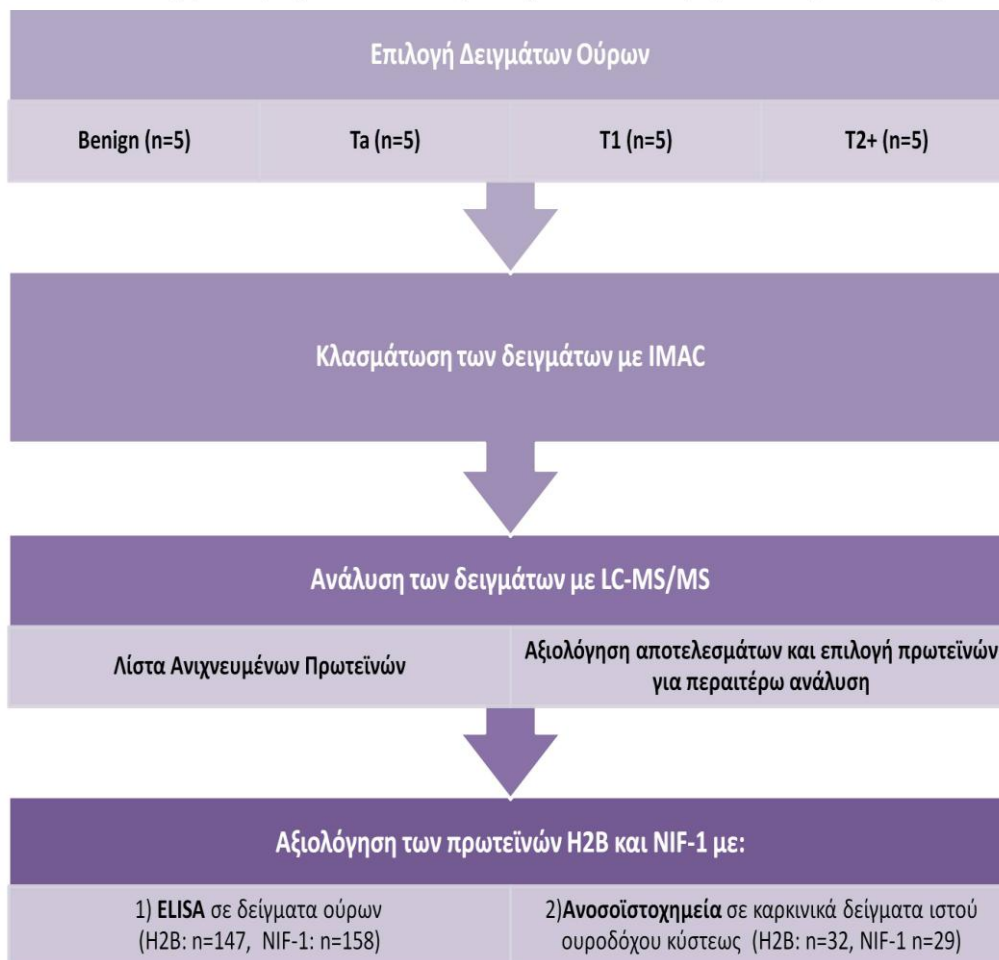 Επιλογή Δειγμάτων Ούρων
Benign (n=5)
Ta (n=5)
T1 (n=5)
T2+ (n=5)
Κλασμάτωση των δειγμάτων με IMAC
Ανάλυση των δειγμάτων με LC-MS/MS
Λίστα Ανιχνευμένων Πρωτεϊνών
Αξιολόγηση αποτελεσμάτων και επιλογή πρωτεϊνών
για περαιτέρω ανάλυση
Αξιολόγηση των πρωτεϊνών H2B και NIF-1 με:
1) ELISA σε δείγματα ούρων
(H2B: n=147, NIF-1: n=158)
2)Ανοσοϊστοχημεία σε καρκινικά δείγματα ιστού
ουροδόχου κύστεως (H2B: n=32, NIF-1 n=29)